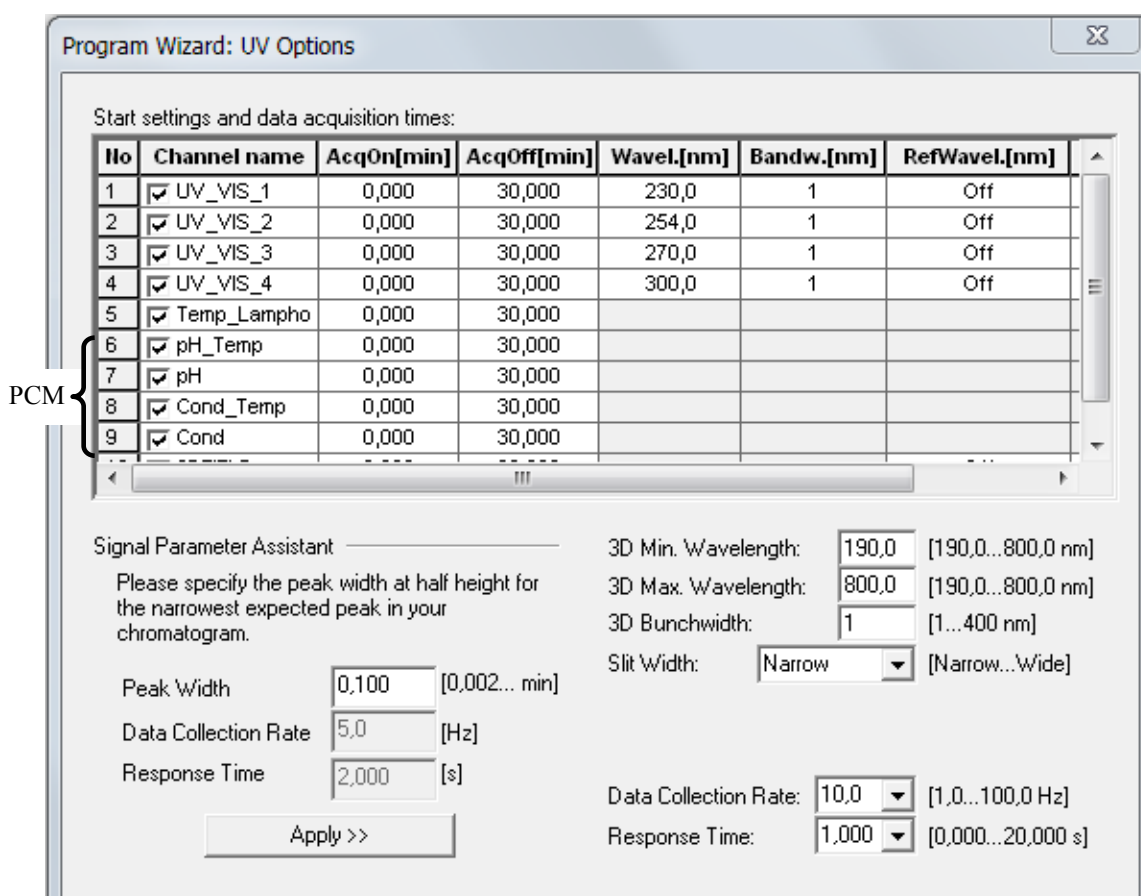 Program Wizard: UV Options
Start settings and data acquisition times:
No Channel name AcqOn[min] AcqOff[min] Wavel.[nm] Bandw.[nm] RefWavel.[nm]
1 UV_VIS_1 0,000 30,000 230,0 1 Off
2 UV_VIS_2 0,000 30,000 254,0 1 Off
3 UV_VIS_3 0,000 30,000 270,0 1 Off
4 UV_VIS_4 0,000 30,000 300,0 1 Off
5 Temp_Lampho 0,000 30,000
6 pH_Temp 0,000 30,000
7 pH 0,000 30,000
PCM
8 Cond_Temp 0,000 30,000
9 Cond 0,000 30,000
Signal Parameter Assistant
Please specify the peak width at half height for
the narrowest expected peak in your
chromatogram.
Peak Width 0,100 [0,002... min]
Data Collection Rate 5,0 [Hz]
Response Time 2,000 [s]
Apply >>
3D Min. Wavelength: 190,0 [190,0...800,0 nm]
3D Max. Wavelength: 800,0 [190,0...800,0 nm]
3D Bunchwidth: 1 [1...400 nm]
Slit Width: Narrow [Narrow...Wide]
Data Collection Rate: 10,0 [1,0...100,0 Hz]
Response Time: 1,000 [0,000...20,000 s]